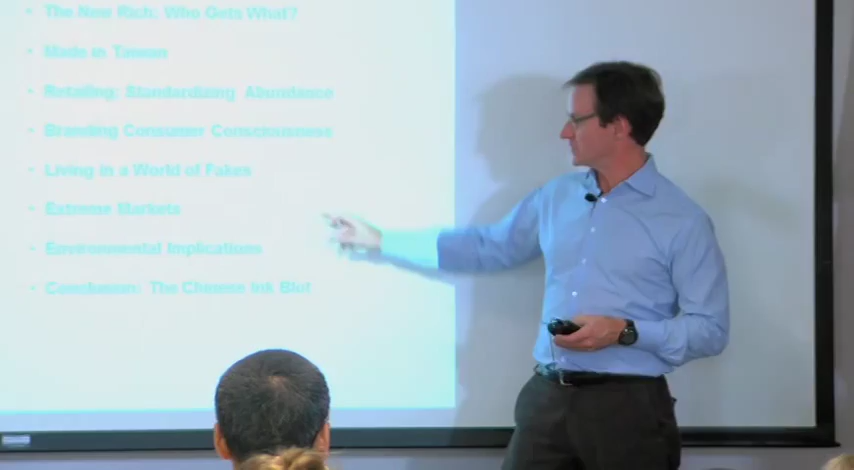 The New Rich: Who Gets What?
Made in Taiwan
Retailing: Standardizing Abundance
Branding Consumer Consciousness
Living in a World of Fakes
Extreme Markets
Environmental Implications
Conclusion: The Chinese Ink Blot